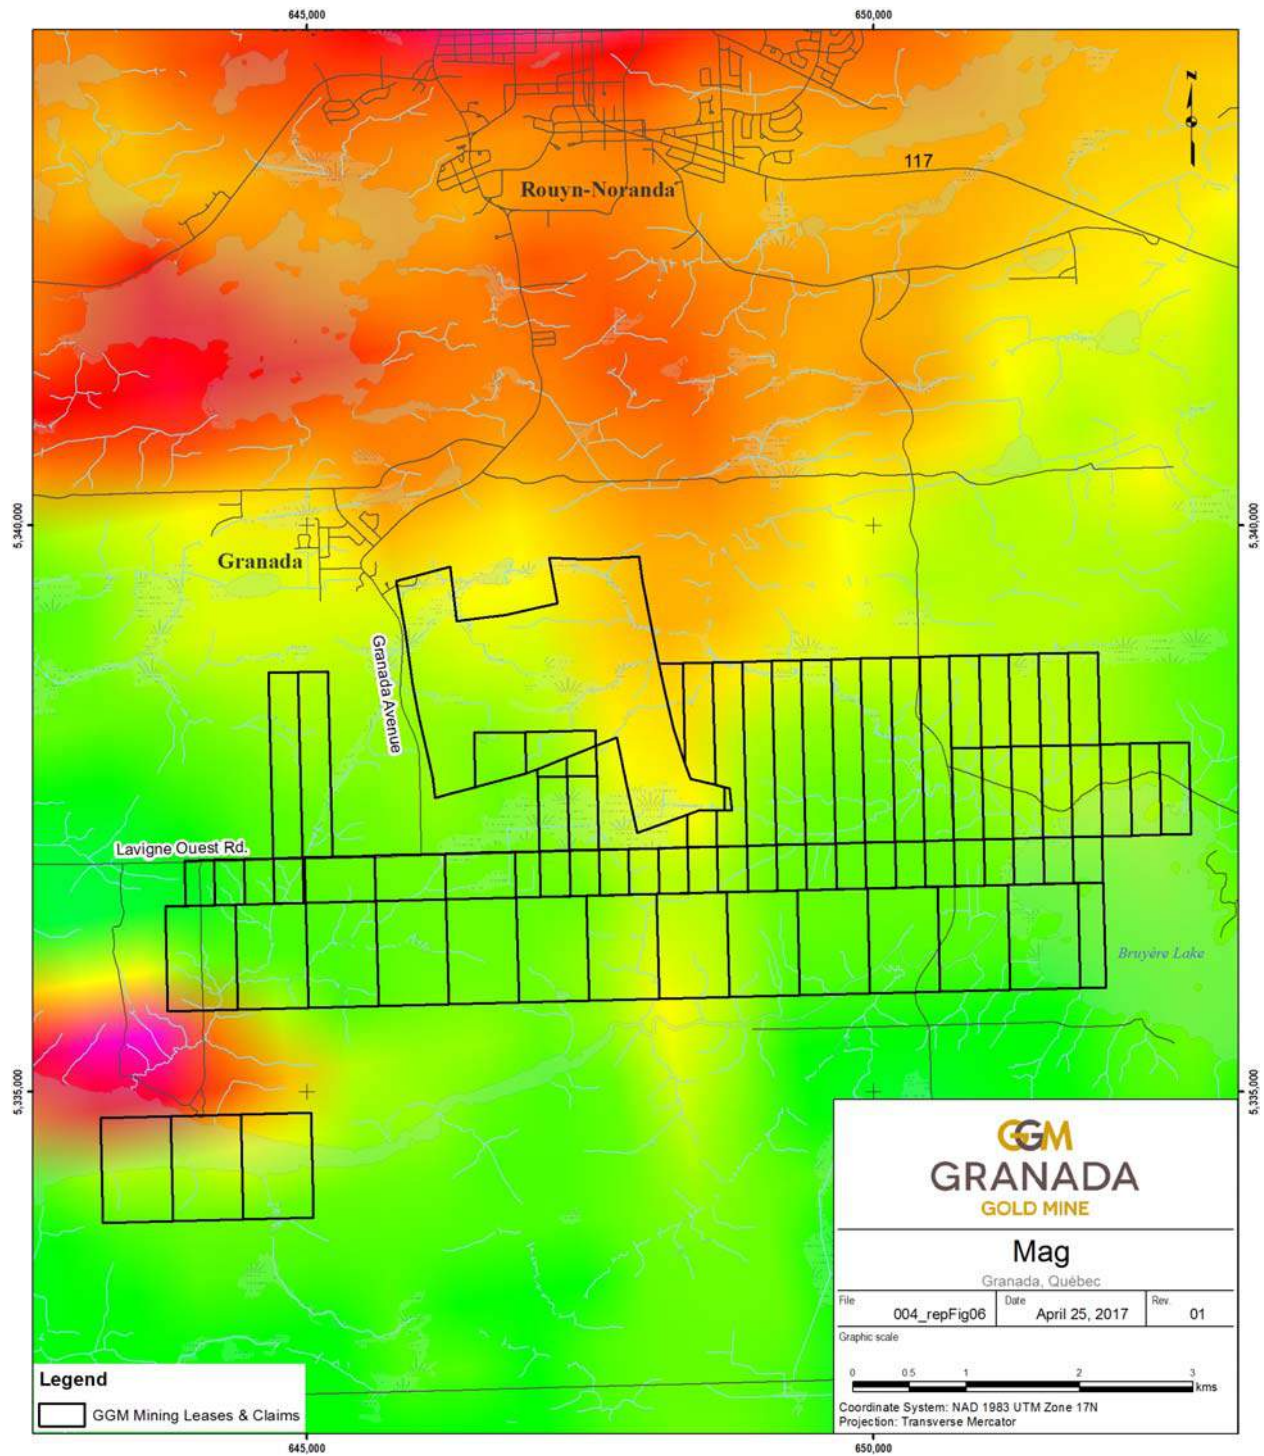 645,000
650,000
N
117
Rouyn-Noranda
5,340,000
5,340,000
Granada
Granada Avenue
Lavigne Ouest Rd.
Bruyère Lake
5,335,000
5,335,000
GGM
GRANADA
GOLD MINE
Mag
Granada, Québec
File
Date
Rev.
004_repFig06
April 25, 2017
01
Graphic scale
0 0.5 1 2 3
kms
Coordinate System: NAD 1983 UTM Zone 17N
Projection: Transverse Mercator
Legend
GGM Mining Leases & Claims
645,000
650,000